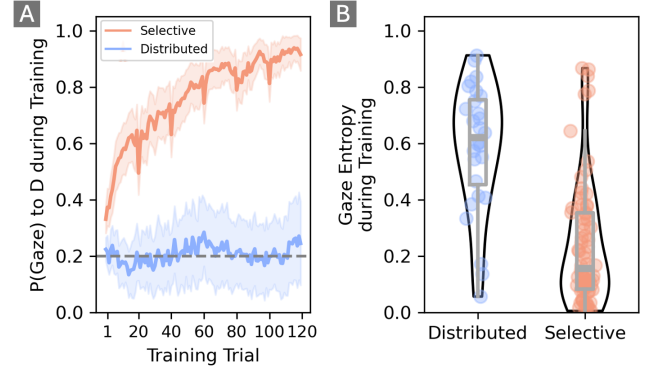 A
P(Gaze) to D during Training
1.0
0.8
0.6
0.4
0.2
0.0
Selective
Distributed
1 20 40 60 80 100 120
Training Trial
B
Gaze Entropy
during Training
1.0
0.8
0.6
0.4
0.2
0.0
Distributed Selective